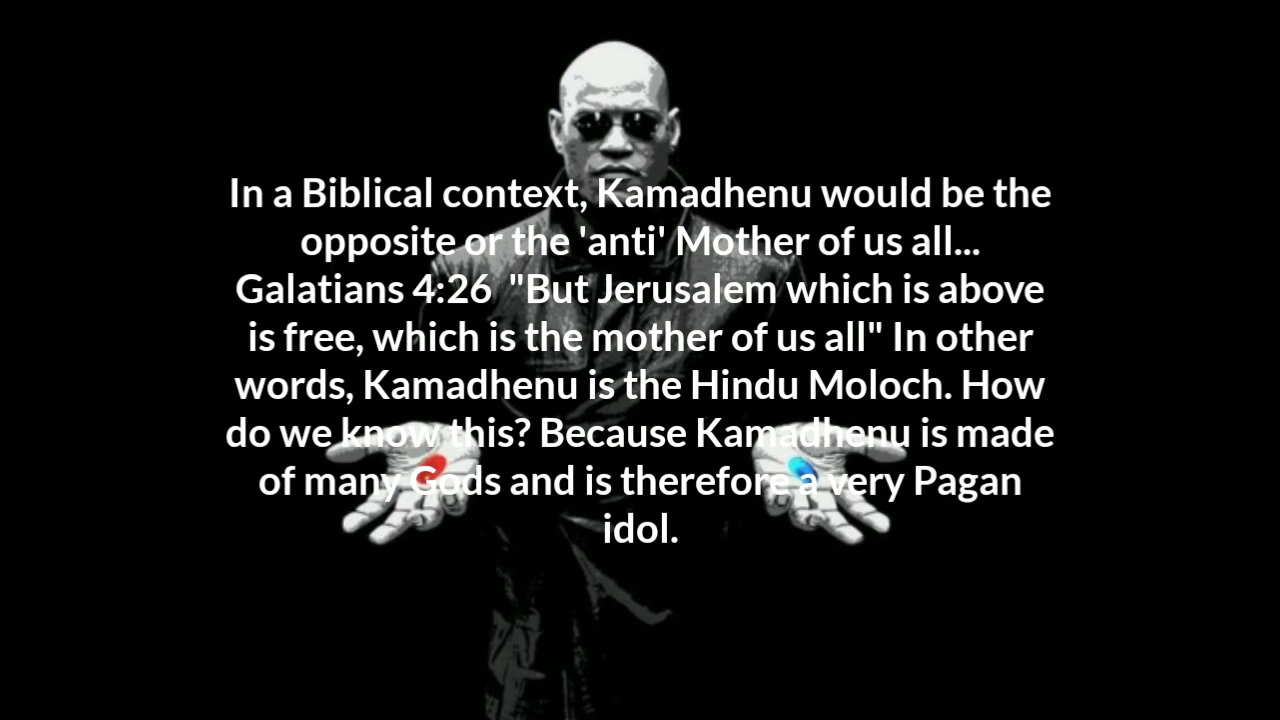 In a Biblical context, Kamadhenu would be the
opposite or the 'anti' Mother of us all...
Galatians 4:26  "But Jerusalem which is above
is free, which is the mother of us all" In other
words, Kamadhenu is the Hindu Moloch. How
do we know this? Because Kamadhenu is made
of many Gods and is therefore a very Pagan
idol.